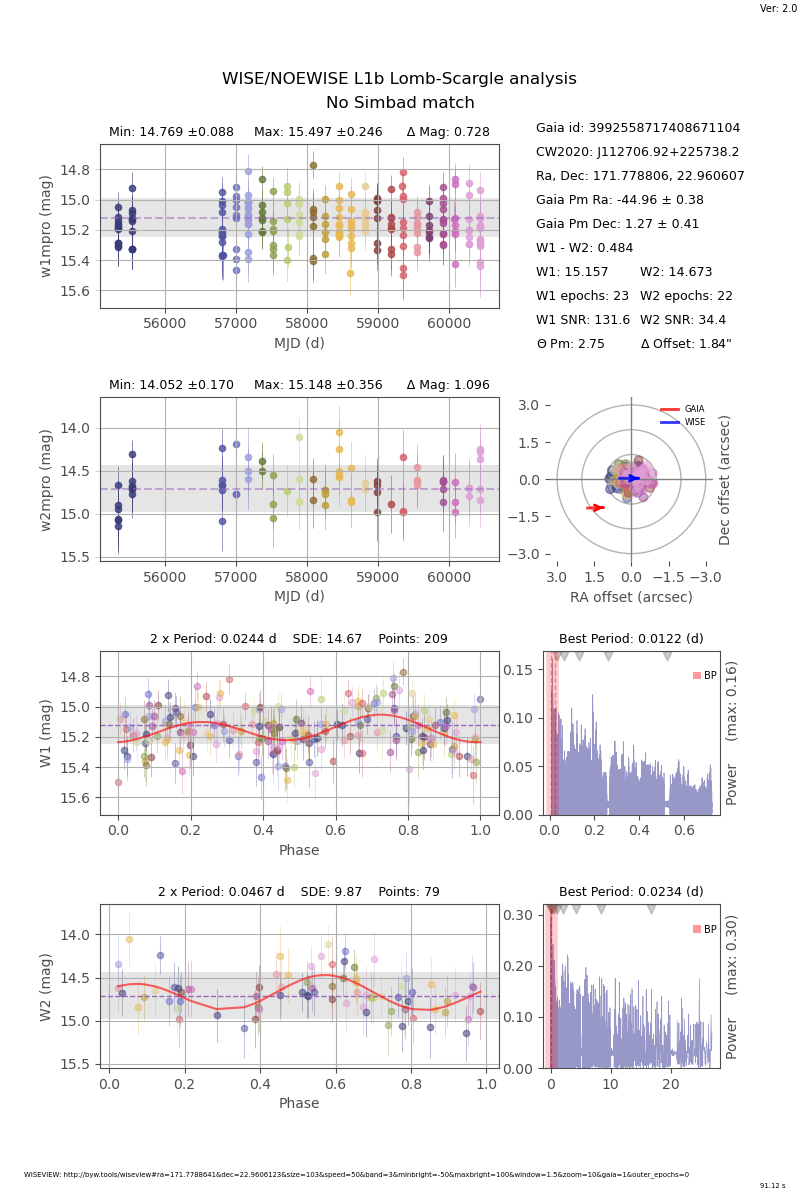 Ver: 2.0
WISE/NOEWISE L1b Lomb-Scargle analysis
No Simbad match
Min: 14.769 ±0.088 Max: 15.497 ±0.246 Δ Mag: 0.728
w1mpro (mag)
14.8
15.0
15.2
15.4
15.6
56000 57000 58000 59000 60000
MJD (d)
Gaia id: 3992558717408671104
CW2020: J112706.92+225738.2
Ra, Dec: 171.778806, 22.960607
Gaia Pm Ra: -44.96 ± 0.38
Gaia Pm Dec: 1.27 ± 0.41
W1 - W2: 0.484
W1: 15.157 W2: 14.673
W1 epochs: 23 W2 epochs: 22
W1 SNR: 131.6 W2 SNR: 34.4
Θ Pm: 2.75 Δ Offset: 1.84"
Min: 14.052 ±0.170 Max: 15.148 ±0.356 Δ Mag: 1.096
w2mpro (mag)
14.0
14.5
15.0
15.5
56000 57000 58000 59000 60000
MJD (d)
3.0
1.5
0.0
−1.5
−3.0
GAIA
WISE
Dec offset (arcsec)
3.0 1.5 0.0 −1.5 −3.0
RA offset (arcsec)
2 x Period: 0.0244 d SDE: 14.67 Points: 209
W1 (mag)
14.8
15.0
15.2
15.4
15.6
0.0 0.2 0.4 0.6 0.8 1.0
Phase
Best Period: 0.0122 (d)
0.15
0.10
0.05
0.00
BP
Power (max: 0.16)
0.0 0.2 0.4 0.6
2 x Period: 0.0467 d SDE: 9.87 Points: 79
W2 (mag)
14.0
14.5
15.0
15.5
0.0 0.2 0.4 0.6 0.8 1.0
Phase
Best Period: 0.0234 (d)
0.30
0.20
0.10
0.00
BP
Power (max: 0.30)
0 10 20
WISEVIEW: http://byw.tools/wiseview#ra=171.7788641&dec=22.9606123&size=103&speed=50&band=3&minbright=-50&maxbright=100&window=1.5&zoom=10&gaia=1&outer_epochs=0
91.12 s